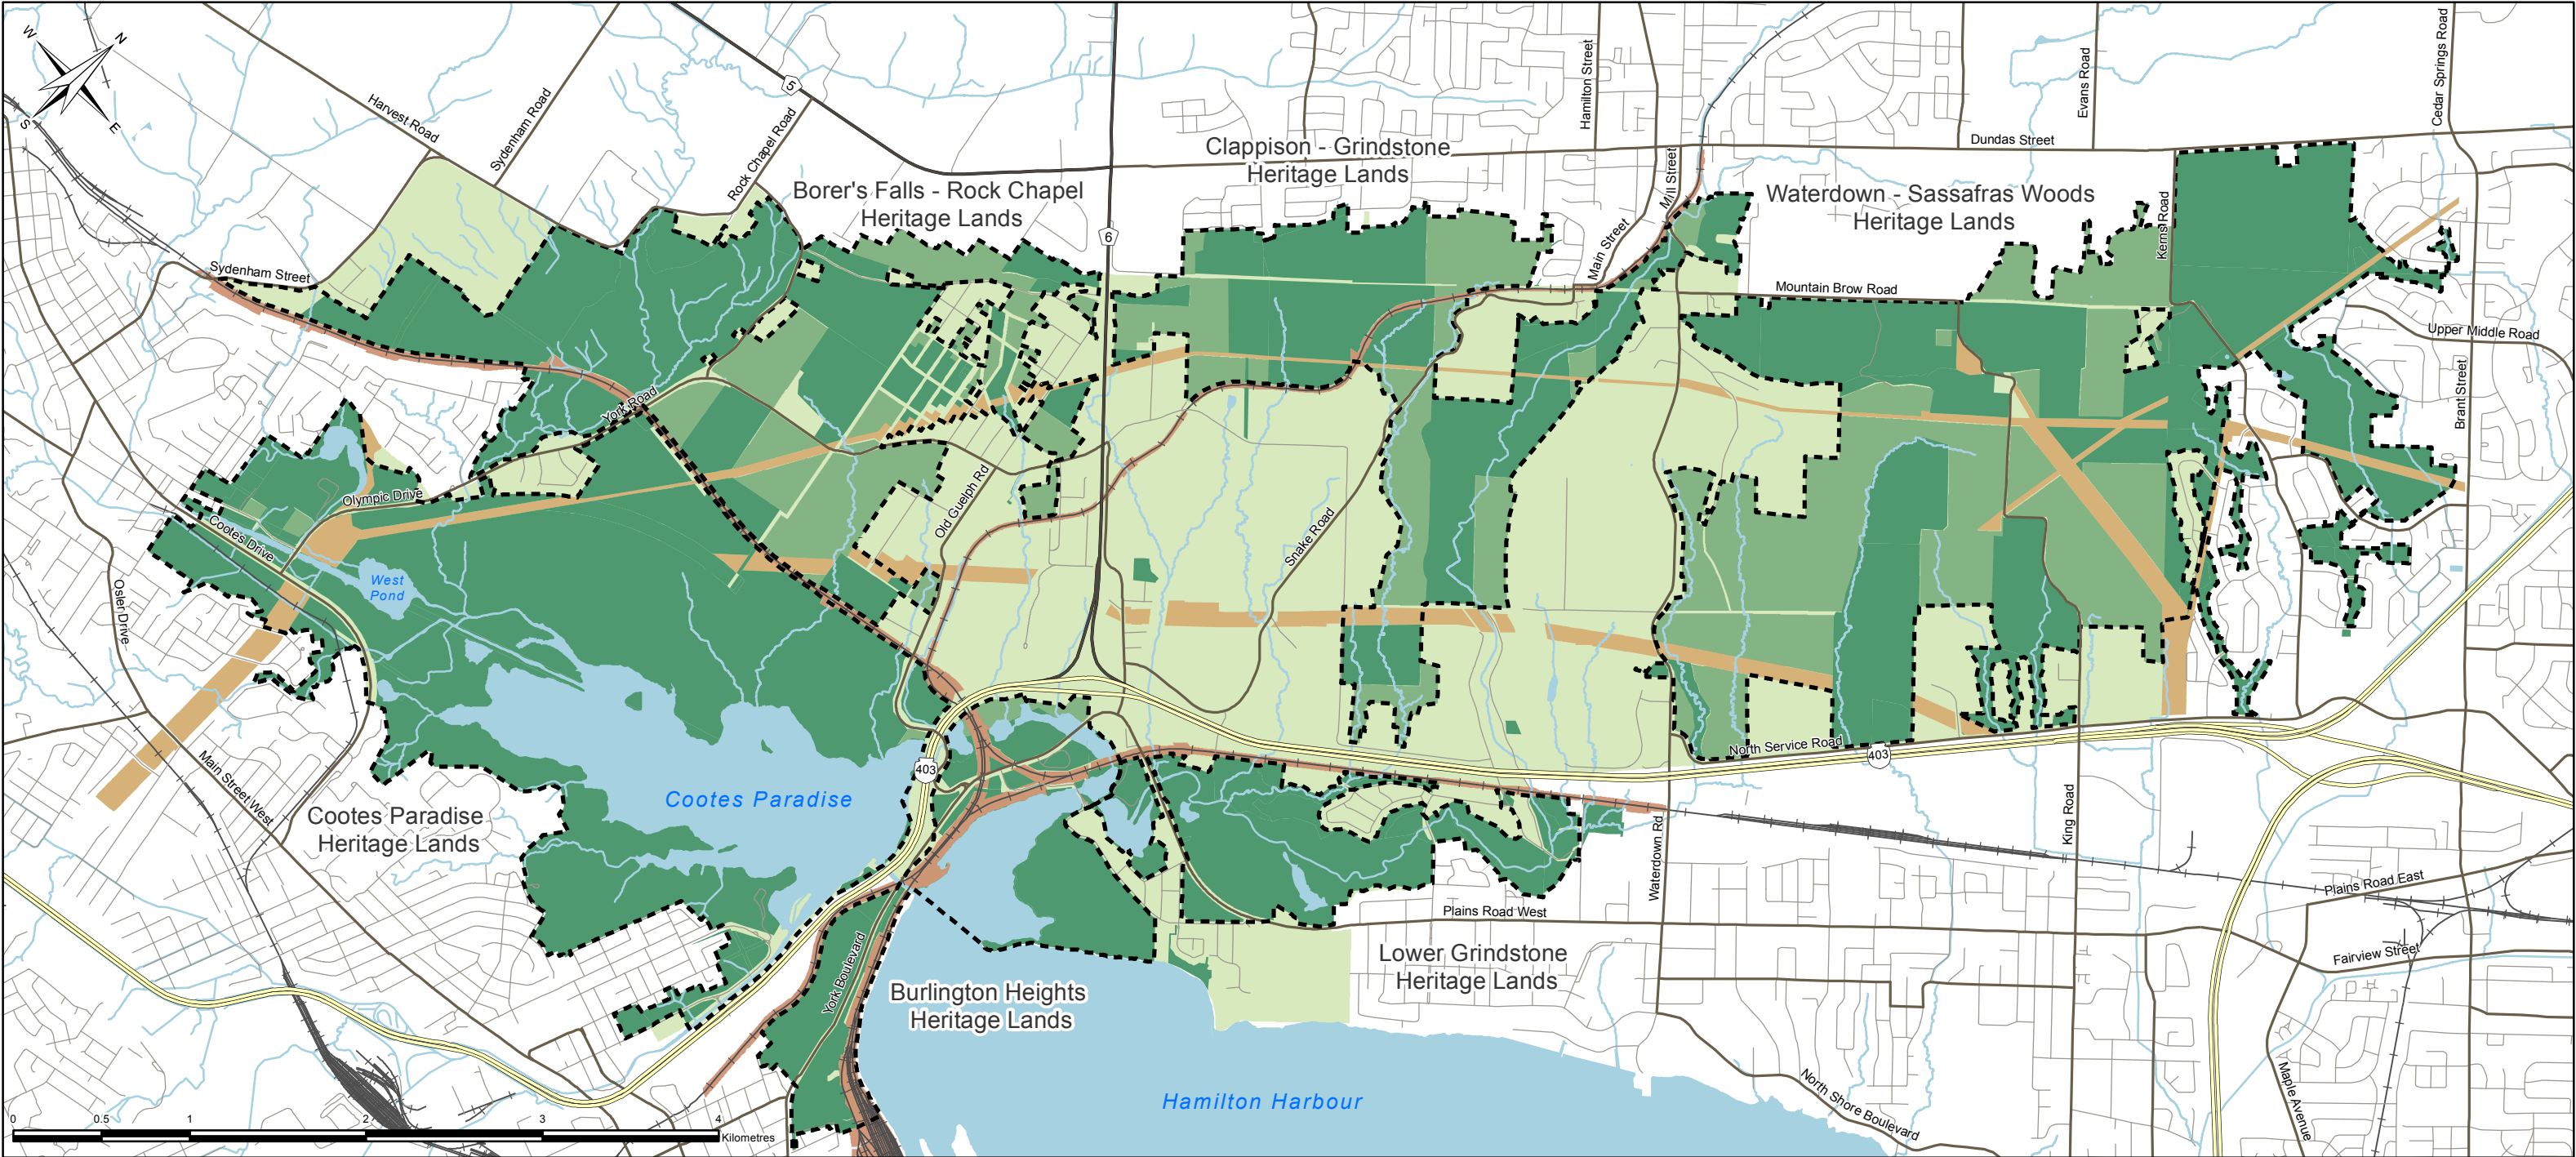 W
N
S
E
Harvest Road
Sydenham Road
5
Rock Chapel Road
Borer's Falls - Rock Chapel
Heritage Lands
6
Clappison - Grindstone
Heritage Lands
Hamilton Street
Mill Street
Main Street
Dundas Street
Evans Road
Cedar Springs Road
Waterdown - Sassafras Woods
Heritage Lands
Kerns Road
Mountain Brow Road
Upper Middle Road
Brant Street
Sydenham Street
York Road
Olympic Drive
Cootes Drive
Old Guelph Rd
Snake Road
West
Pond
Osler Drive
Main Street West
Cootes Paradise
Heritage Lands
Cootes Paradise
403
North Service Road
403
King Road
Waterdown Rd
Plains Road East
Plains Road West
Fairview Street
York Boulevard
Burlington Heights
Heritage Lands
Lower Grindstone
Heritage Lands
Hamilton Harbour
North Shore Boulevard
Maple Avenue
0 0.5 1 2 3 4
Kilometres